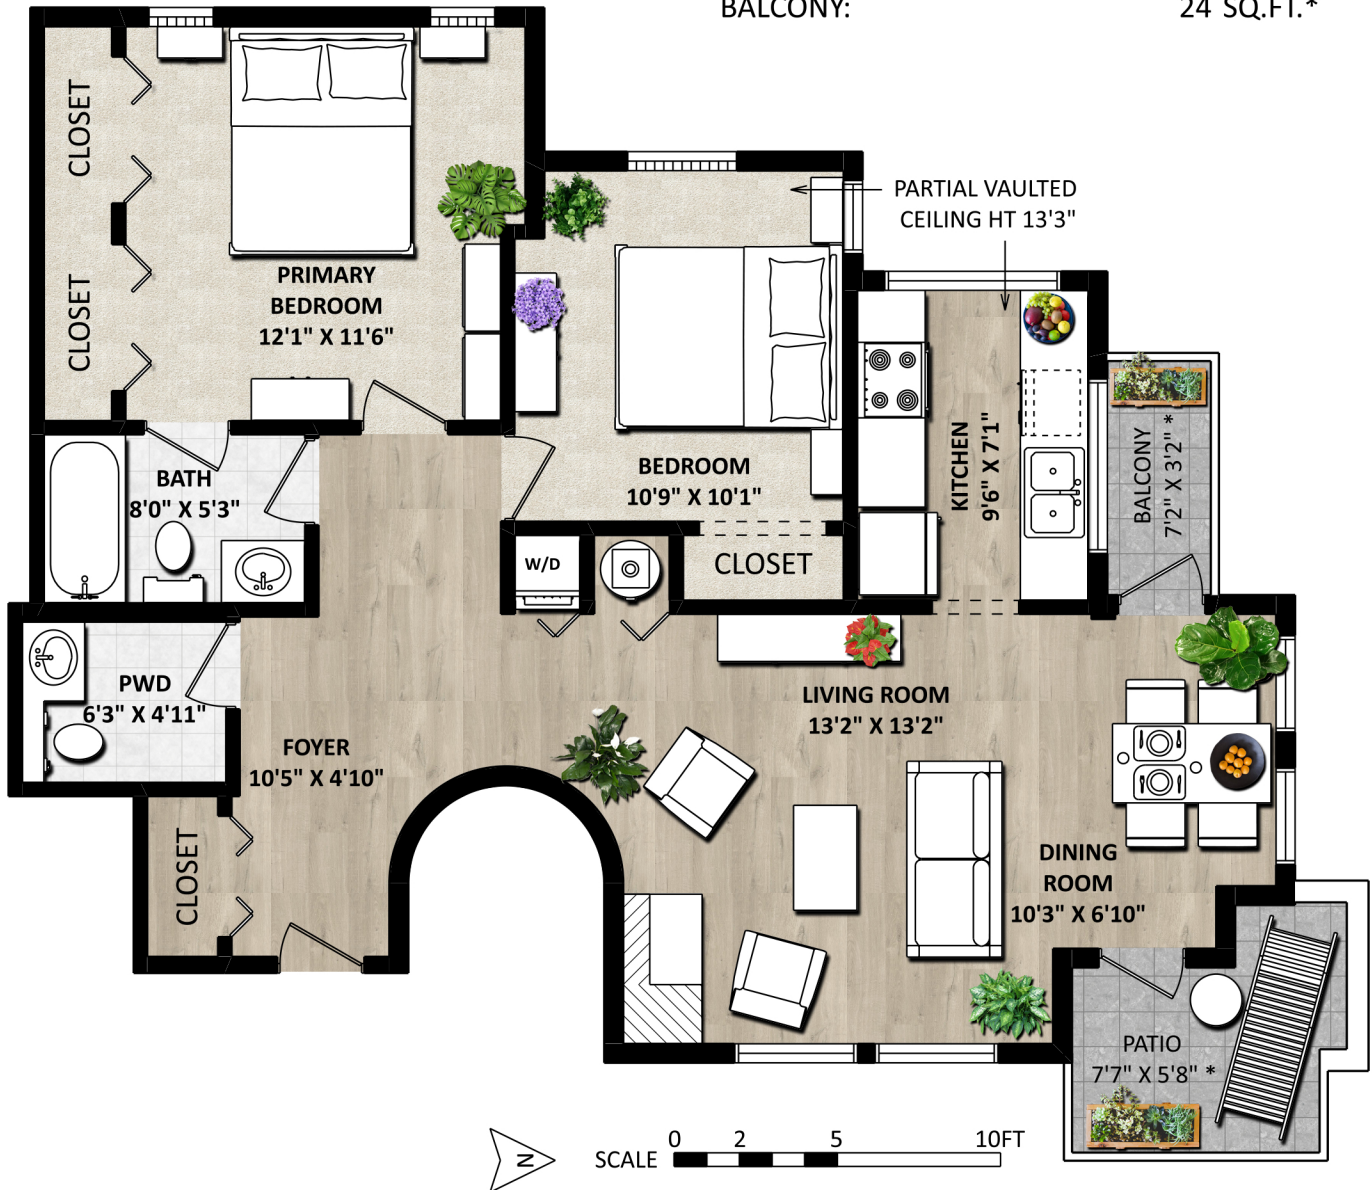 BALCONY: 24 SQ.FT.*
CLOSET
CLOSET
PRIMARY
BEDROOM
12'1" X 11'6"
PARTIAL VAULTED
CEILING HT 13'3"
BEDROOM
10'9" X 10'1"
KITCHEN
9'6" X 7'1"
BALCONY
7'2" X 3'2" *
BATH
8'0" X 5'3"
W/D
CLOSET
PWD
6'3" X 4'11"
LIVING ROOM
13'2" X 13'2"
FOYER
10'5" X 4'10"
CLOSET
DINING
ROOM
10'3" X 6'10"
PATIO
7'7" X 5'8" *
N
SCALE 0 2 5 10FT